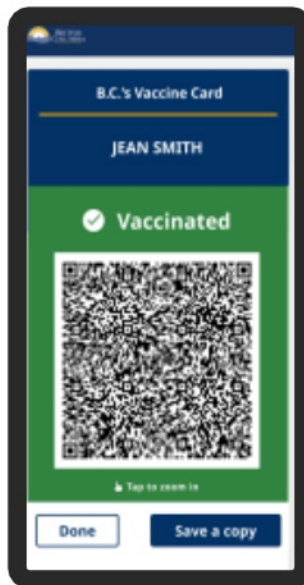 B.C.'s Vaccine Card
JEAN SMITH
Vaccinated
Tap to zoom in
Done
Save a copy